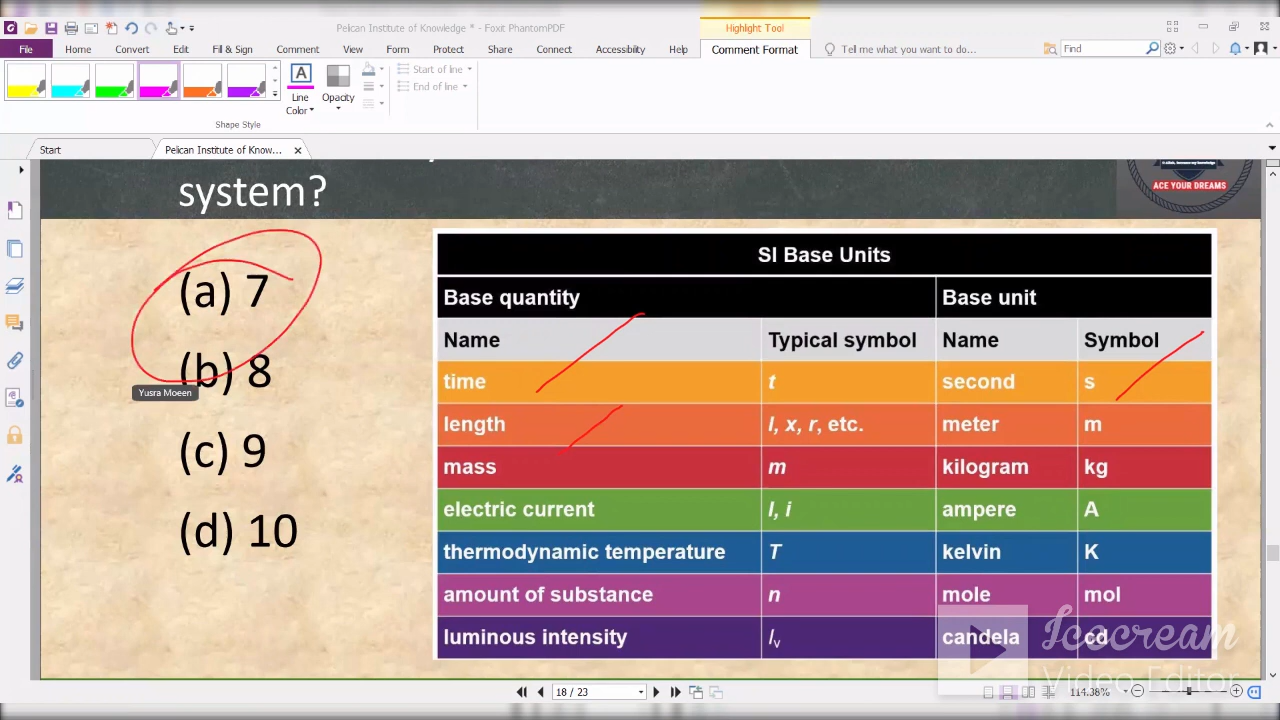 Pelican Institute of Knowledge * - Foxit PhantomPDF
Highlight Tool
File Home Convert Edit Fill & Sign Comment View Form Protect Share Connect Accessibility Help Comment Format Tell me what you want to do... Find
Line
Color
Opacity
Start of line
End of line
Shape Style
Start
Pelican Institute of Know...
system?
ACE YOUR DREAMS
(a) 7
(b) 8
Yusra Moeen
(c) 9
(d) 10
SI Base Units
Base quantity Base unit
Name Typical symbol Name Symbol
time t second s
length l, x, r, etc. meter m
mass m kilogram kg
electric current I, i ampere A
thermodynamic temperature T kelvin K
amount of substance n mole mol
luminous intensity Iv candela cd
Icecream
Video Editor
18 / 23
114.38%